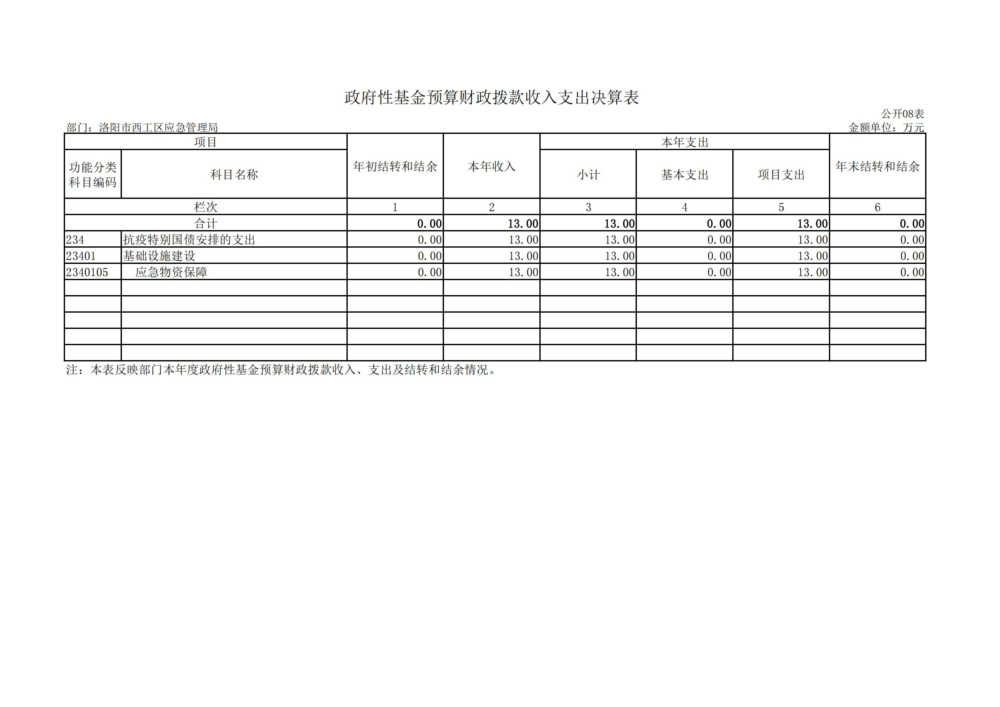 政府性基金预算财政拨款收入支出决算表
公开08表
部门：洛阳市西工区应急管理局 金额单位：万元
项目 年初结转和结余 本年收入 本年支出 年末结转和结余
功能分类科目编码 科目名称 小计 基本支出 项目支出
栏次 1 2 3 4 5 6
合计 0.00 13.00 13.00 0.00 13.00 0.00
234 抗疫特别国债安排的支出 0.00 13.00 13.00 0.00 13.00 0.00
23401 基础设施建设 0.00 13.00 13.00 0.00 13.00 0.00
2340105 应急物资保障 0.00 13.00 13.00 0.00 13.00 0.00
注：本表反映部门本年度政府性基金预算财政拨款收入、支出及结转和结余情况。